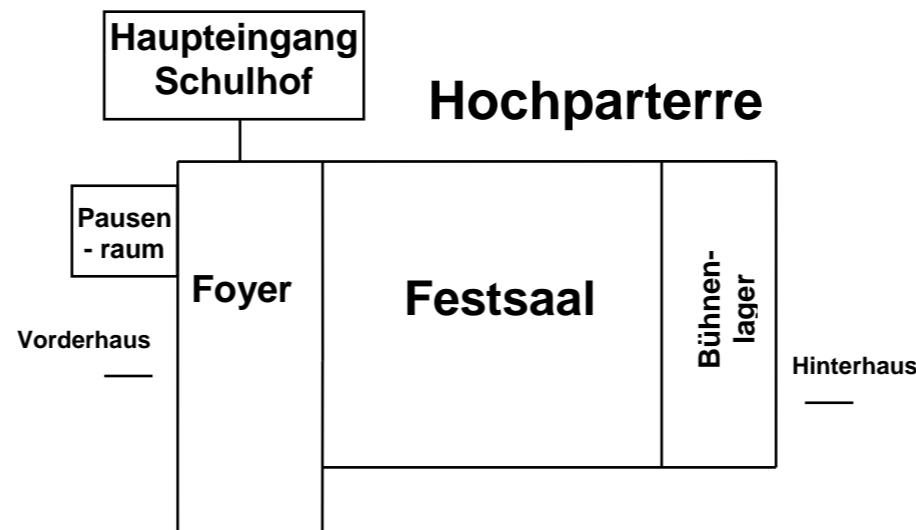 Haupteingang
Schulhof
Hochparterre
Pausen
- raum
Foyer
Festsaal
Bühnen-
lager
Vorderhaus
Hinterhaus